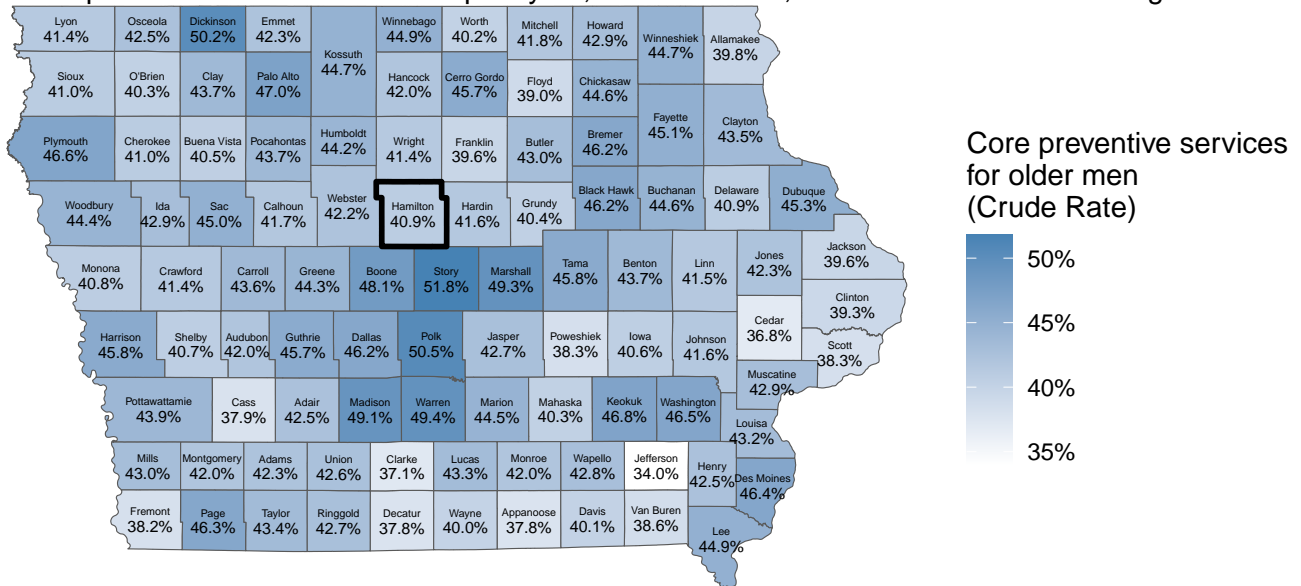 Lyon
41.4%
Osceola
42.5%
Dickinson
50.2%
Emmet
42.3%
Kossuth
44.7%
Winnebago
44.9%
Worth
40.2%
Mitchell
41.8%
Howard
42.9%
Winneshiek
44.7%
Allamakee
39.8%
Sioux
41.0%
O'Brien
40.3%
Clay
43.7%
Palo Alto
47.0%
Hancock
42.0%
Cerro Gordo
45.7%
Floyd
39.0%
Chickasaw
44.6%
Fayette
45.1%
Clayton
43.5%
Plymouth
46.6%
Cherokee
41.0%
Buena Vista
40.5%
Pocahontas
43.7%
Humboldt
44.2%
Wright
41.4%
Franklin
39.6%
Butler
43.0%
Bremer
46.2%
Woodbury
44.4%
Ida
42.9%
Sac
45.0%
Calhoun
41.7%
Webster
42.2%
Hamilton
40.9%
Hardin
41.6%
Grundy
40.4%
Black Hawk
46.2%
Buchanan
44.6%
Delaware
40.9%
Dubuque
45.3%
Monona
40.8%
Crawford
41.4%
Carroll
43.6%
Greene
44.3%
Boone
48.1%
Story
51.8%
Marshall
49.3%
Tama
45.8%
Benton
43.7%
Linn
41.5%
Jones
42.3%
Jackson
39.6%
Clinton
39.3%
Harrison
45.8%
Shelby
40.7%
Audubon
42.0%
Guthrie
45.7%
Dallas
46.2%
Polk
50.5%
Jasper
42.7%
Poweshiek
38.3%
Iowa
40.6%
Johnson
41.6%
Cedar
36.8%
Scott
38.3%
Muscatine
42.9%
Pottawattamie
43.9%
Cass
37.9%
Adair
42.5%
Madison
49.1%
Warren
49.4%
Marion
44.5%
Mahaska
40.3%
Keokuk
46.8%
Washington
46.5%
Louisa
43.2%
Mills
43.0%
Montgomery
42.0%
Adams
42.3%
Union
42.6%
Clarke
37.1%
Lucas
43.3%
Monroe
42.0%
Wapello
42.8%
Jefferson
34.0%
Henry
42.5%
Des Moines
46.4%
Fremont
38.2%
Page
46.3%
Taylor
43.4%
Ringgold
42.7%
Decatur
37.8%
Wayne
40.0%
Appanoose
37.8%
Davis
40.1%
Van Buren
38.6%
Lee
44.9%
Core preventive services
for older men
(Crude Rate)
50%
45%
40%
35%